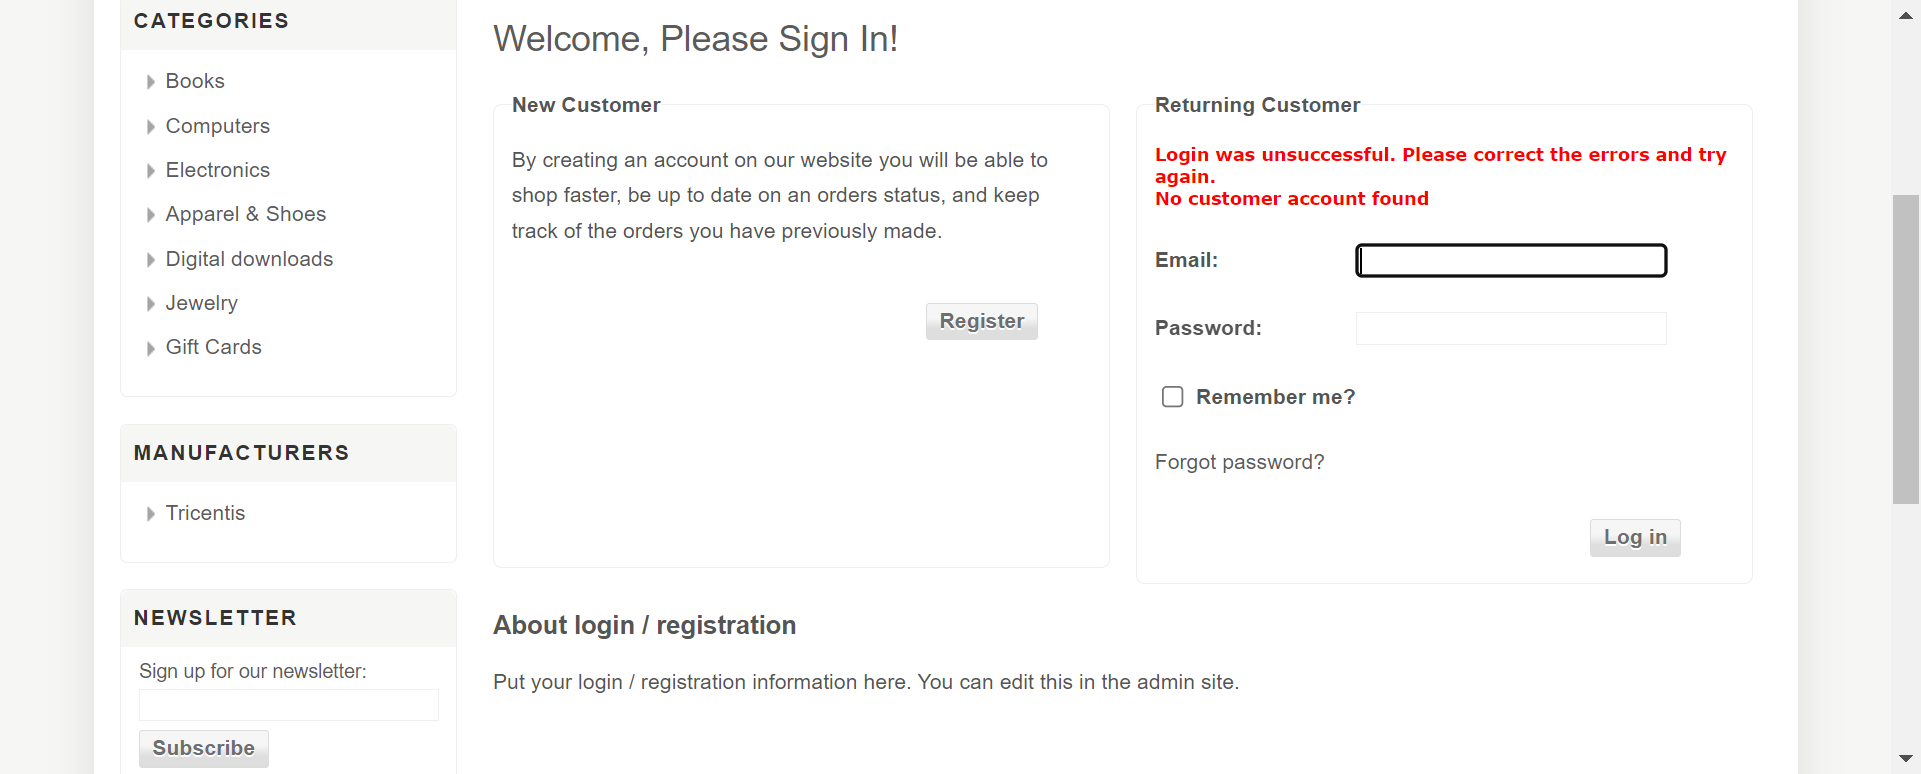 CATEGORIES
Books
Computers
Electronics
Apparel & Shoes
Digital downloads
Jewelry
Gift Cards
MANUFACTURERS
Tricentis
NEWSLETTER
Sign up for our newsletter:
Subscribe
Welcome, Please Sign In!
New Customer
By creating an account on our website you will be able to
shop faster, be up to date on an orders status, and keep
track of the orders you have previously made.
Register
Returning Customer
Login was unsuccessful. Please correct the errors and try
again.
No customer account found
Email:
Password:
Remember me?
Forgot password?
Log in
About login / registration
Put your login / registration information here. You can edit this in the admin site.